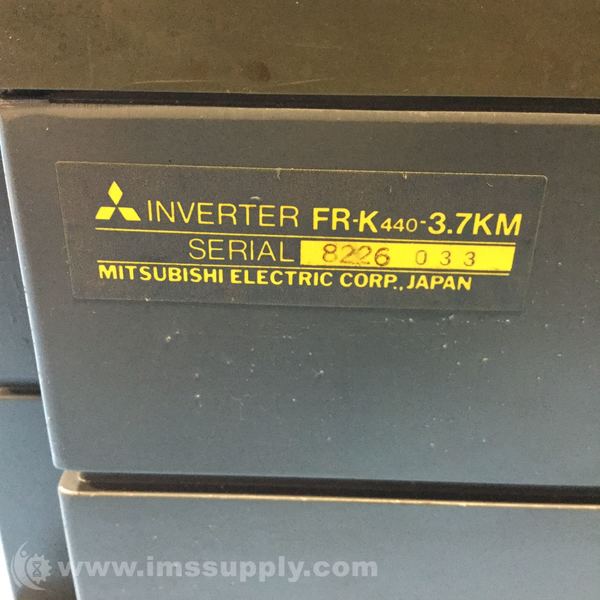 INVERTER FR-K440-3.7KM
SERIAL 8226 033
MITSUBISHI ELECTRIC CORP., JAPAN
www.imssupply.com